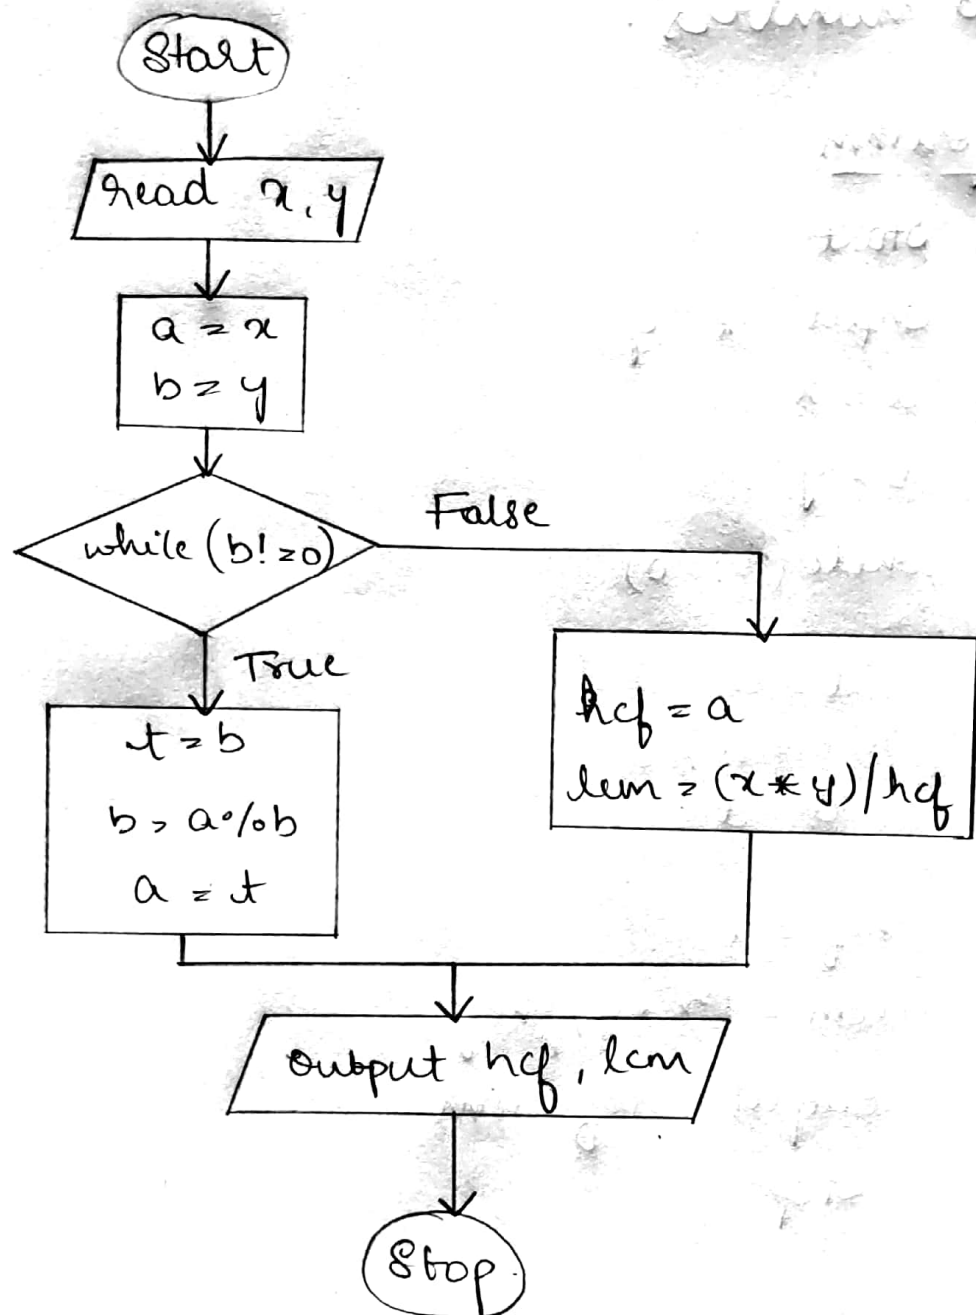 Start
read x, y
a = x
b = y
while (b! = 0)
False
True
t = b
b = a % b
a = t
hcf = a
lcm = (x * y) / hcf
output hcf, lcm
Stop